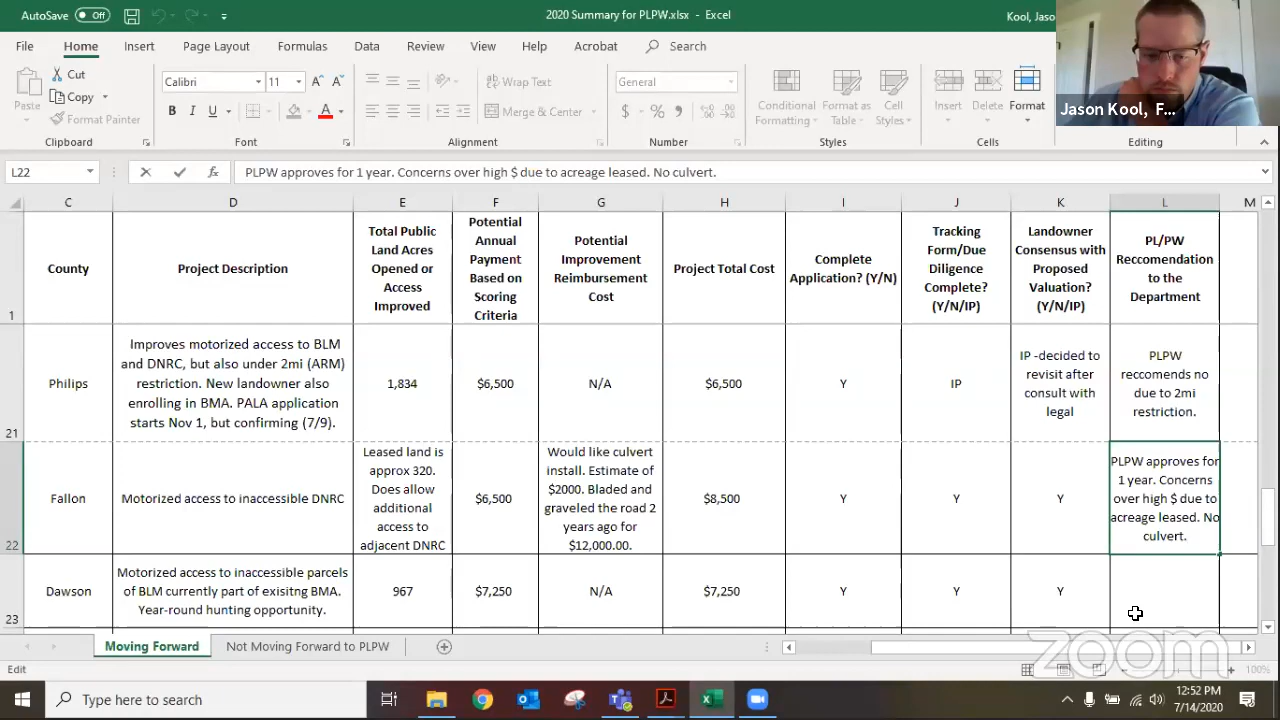 AutoSave Off
2020 Summary for PLPW.xlsx - Excel
Kool, Jason
File Home Insert Page Layout Formulas Data Review View Help Acrobat Search
Paste
Cut
Copy
Format Painter
Clipboard
Calibri 11
B I U
Font
Wrap Text
Merge & Center
Alignment
General
$ % ,
Number
Conditional Formatting
Format as Table
Cell Styles
Styles
Insert Delete Format
Cells
Editing
Jason Kool, F...
L22
PLPW approves for 1 year. Concerns over high $ due to acreage leased. No culvert.
C D E F G H I J K L M
1
County
Project Description
Total Public
Land Acres
Opened or
Access
Improved
Potential
Annual
Payment
Based on
Scoring
Criteria
Potential
Improvement
Reimbursement
Cost
Project Total Cost
Complete
Application? (Y/N)
Tracking
Form/Due
Diligence
Complete?
(Y/N/IP)
Landowner
Consensus with
Proposed
Valuation?
(Y/N/IP)
PL/PW
Reccomendation
to the
Department
21
Philips
Improves motorized access to BLM
and DNRC, but also under 2mi (ARM)
restriction. New landowner also
enrolling in BMA. PALA application
starts Nov 1, but confirming (7/9).
1,834
$6,500
N/A
$6,500
Y
IP
IP -decided to
revisit after
consult with
legal
PLPW
reccomends no
due to 2mi
restriction.
22
Fallon
Motorized access to inaccessible DNRC
Leased land is
approx 320.
Does allow
additional
access to
adjacent DNRC
$6,500
Would like culvert
install. Estimate of
$2000. Bladed and
graveled the road 2
years ago for
$12,000.00.
$8,500
Y
Y
Y
PLPW approves for
1 year. Concerns
over high $ due to
acreage leased. No
culvert.
23
Dawson
Motorized access to inaccessible parcels
of BLM currently part of exisitng BMA.
Year-round hunting opportunity.
967
$7,250
N/A
$7,250
Y
Y
Y
Moving Forward
Not Moving Forward to PLPW
zoom
Edit
100%
Type here to search
12:52 PM
7/14/2020